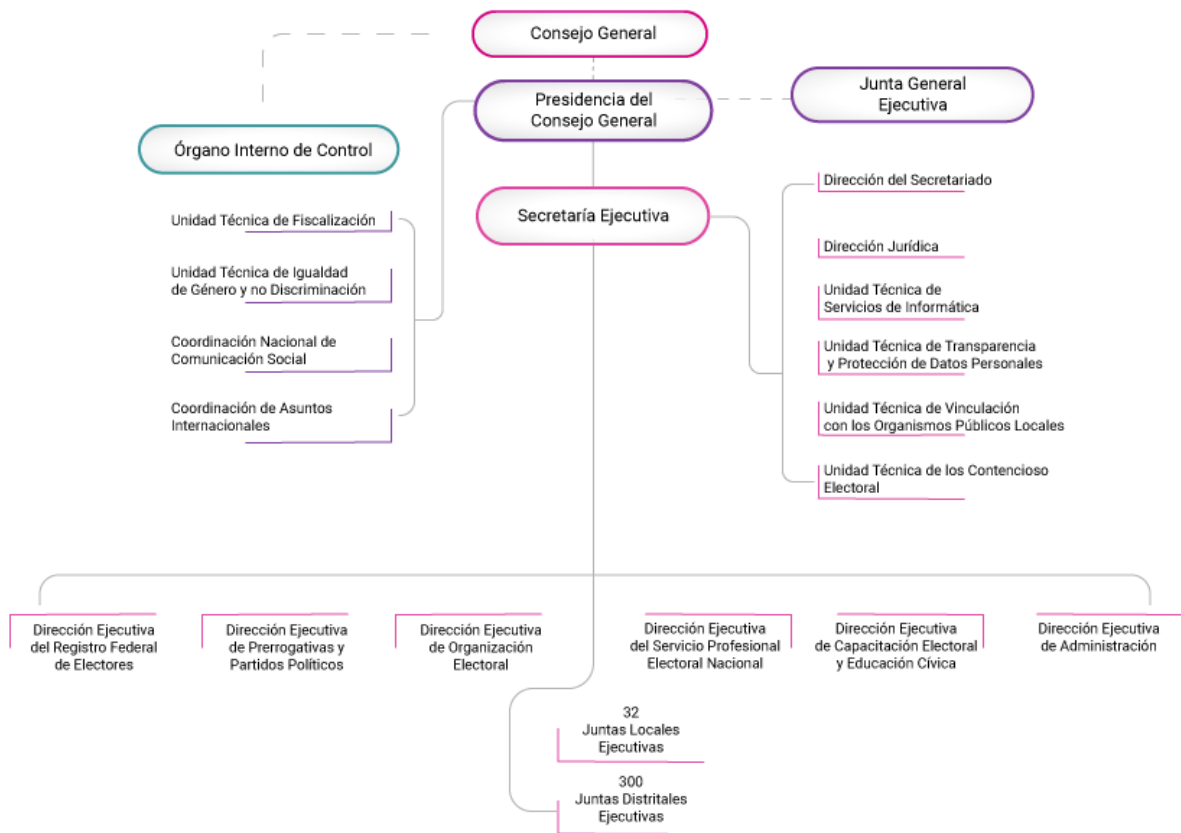 Consejo General
Presidencia del
Consejo General
Junta General
Ejecutiva
Órgano Interno de Control
Secretaría Ejecutiva
Unidad Técnica de Fiscalización
Unidad Técnica de Igualdad
de Género y no Discriminación
Coordinación Nacional de
Comunicación Social
Coordinación de Asuntos
Internacionales
Dirección del Secretariado
Dirección Jurídica
Unidad Técnica de
Servicios de Informática
Unidad Técnica de Transparencia
y Protección de Datos Personales
Unidad Técnica de Vinculación
con los Organismos Públicos Locales
Unidad Técnica de los Contencioso
Electoral
Dirección Ejecutiva
del Registro Federal
de Electores
Dirección Ejecutiva
de Prerrogativas y
Partidos Políticos
Dirección Ejecutiva
de Organización
Electoral
Dirección Ejecutiva
del Servicio Profesional
Electoral Nacional
Dirección Ejecutiva
de Capacitación Electoral
y Educación Cívica
Dirección Ejecutiva
de Administración
32
Juntas Locales
Ejecutivas
300
Juntas Distritales
Ejecutivas